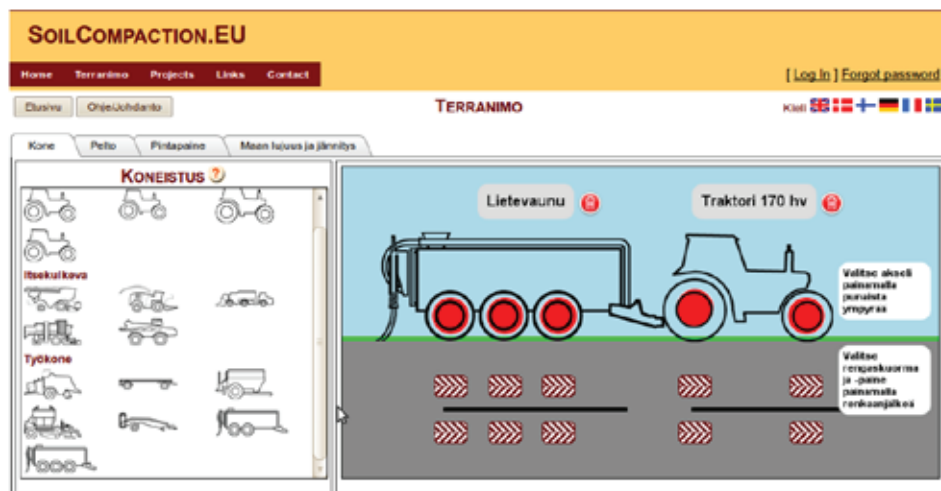 SOILCOMPACTION.EU
Home Terranimo Projects Links Contact
[ Log In ] Forgot password
Etusivu Ohje/Johdanto
TERRANIMO
Kieli
Kone Pelto Pintapaine Maan lujuus ja jännitys
KONEISTUS ?
Itsekulkeva
Työkone
Lietevaunu
Traktori 170 hv
Valitse akseli
painamalla
punaista
ympyrää
Valitse
rengaskuorma
ja -paine
painamalla
renkaanjälkeä